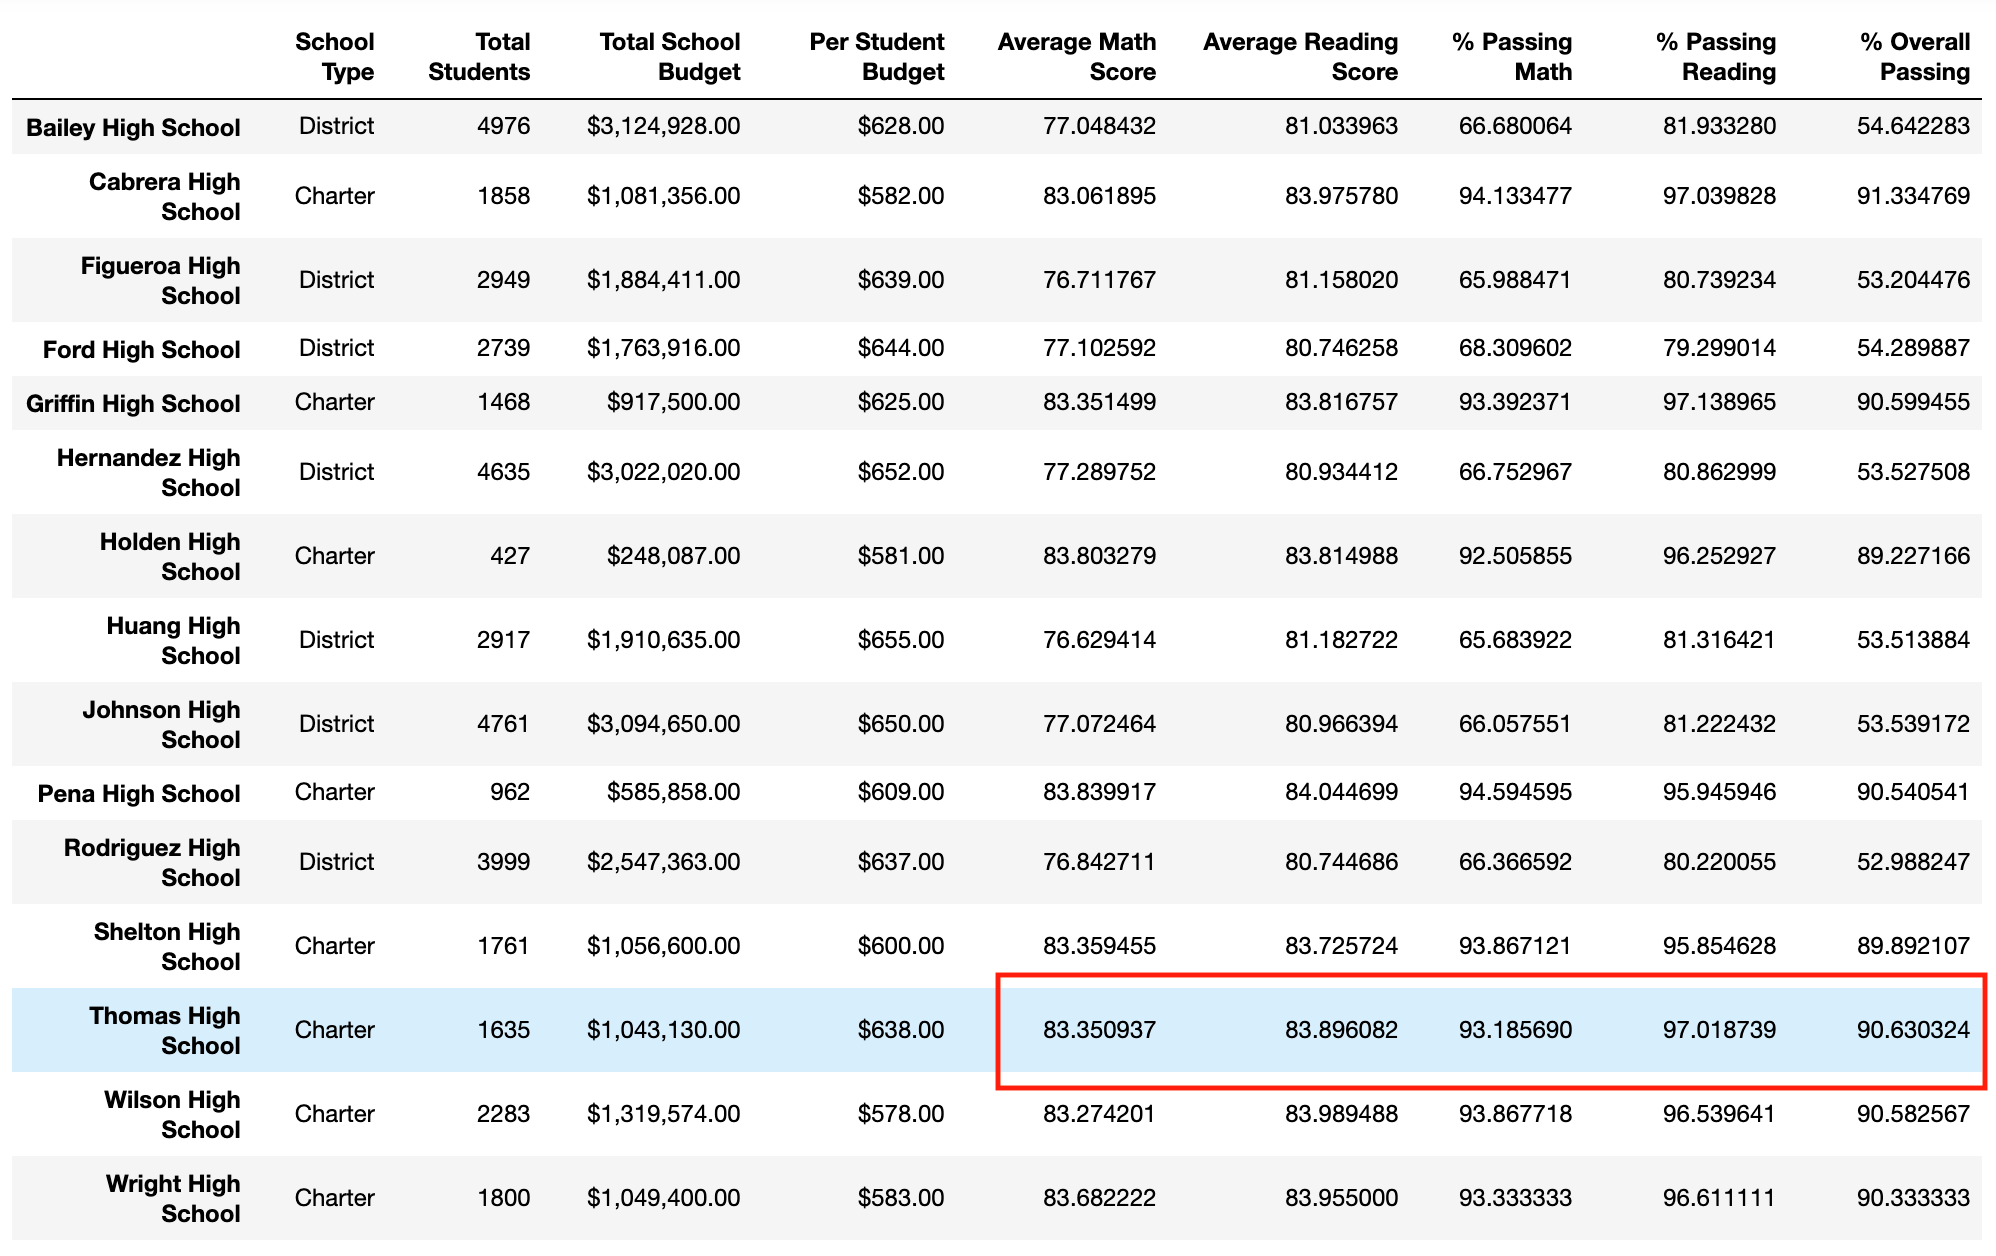 School Type Total Students Total School Budget Per Student Budget Average Math Score Average Reading Score % Passing Math % Passing Reading % Overall Passing
Bailey High School District 4976 $3,124,928.00 $628.00 77.048432 81.033963 66.680064 81.933280 54.642283
Cabrera High School Charter 1858 $1,081,356.00 $582.00 83.061895 83.975780 94.133477 97.039828 91.334769
Figueroa High School District 2949 $1,884,411.00 $639.00 76.711767 81.158020 65.988471 80.739234 53.204476
Ford High School District 2739 $1,763,916.00 $644.00 77.102592 80.746258 68.309602 79.299014 54.289887
Griffin High School Charter 1468 $917,500.00 $625.00 83.351499 83.816757 93.392371 97.138965 90.599455
Hernandez High School District 4635 $3,022,020.00 $652.00 77.289752 80.934412 66.752967 80.862999 53.527508
Holden High School Charter 427 $248,087.00 $581.00 83.803279 83.814988 92.505855 96.252927 89.227166
Huang High School District 2917 $1,910,635.00 $655.00 76.629414 81.182722 65.683922 81.316421 53.513884
Johnson High School District 4761 $3,094,650.00 $650.00 77.072464 80.966394 66.057551 81.222432 53.539172
Pena High School Charter 962 $585,858.00 $609.00 83.839917 84.044699 94.594595 95.945946 90.540541
Rodriguez High School District 3999 $2,547,363.00 $637.00 76.842711 80.744686 66.366592 80.220055 52.988247
Shelton High School Charter 1761 $1,056,600.00 $600.00 83.359455 83.725724 93.867121 95.854628 89.892107
Thomas High School Charter 1635 $1,043,130.00 $638.00 83.350937 83.896082 93.185690 97.018739 90.630324
Wilson High School Charter 2283 $1,319,574.00 $578.00 83.274201 83.989488 93.867718 96.539641 90.582567
Wright High School Charter 1800 $1,049,400.00 $583.00 83.682222 83.955000 93.333333 96.611111 90.333333